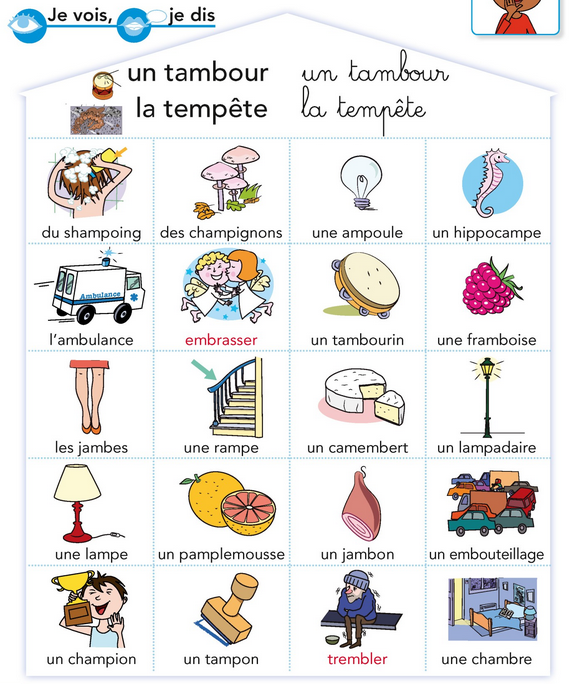 Je vois, je dis
un tambour un tambour
la tempête la tempête
du shampoing des champignons une ampoule un hippocampe
Ambulance
l'ambulance embrasser un tambourin une framboise
les jambes une rampe un camembert un lampadaire
une lampe un pamplemousse un jambon un embouteillage
un champion un tampon trembler une chambre